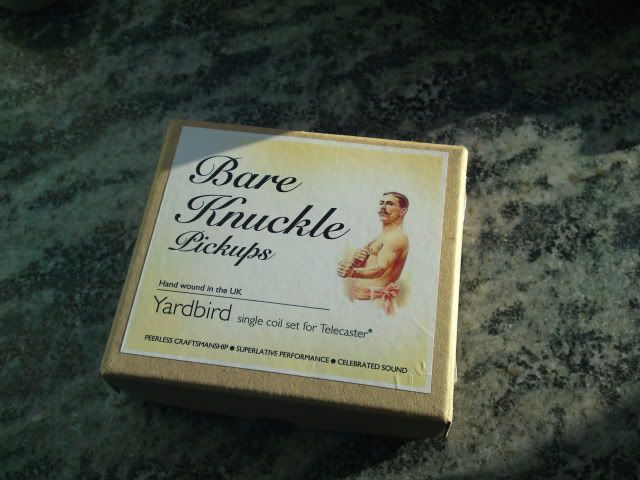 Bare
Knuckle
Pickups
Hand wound in the UK
Yardbird single coil set for Telecaster®
PEERLESS CRAFTSMANSHIP ● SUPERLATIVE PERFORMANCE ● CELEBRATED SOUND